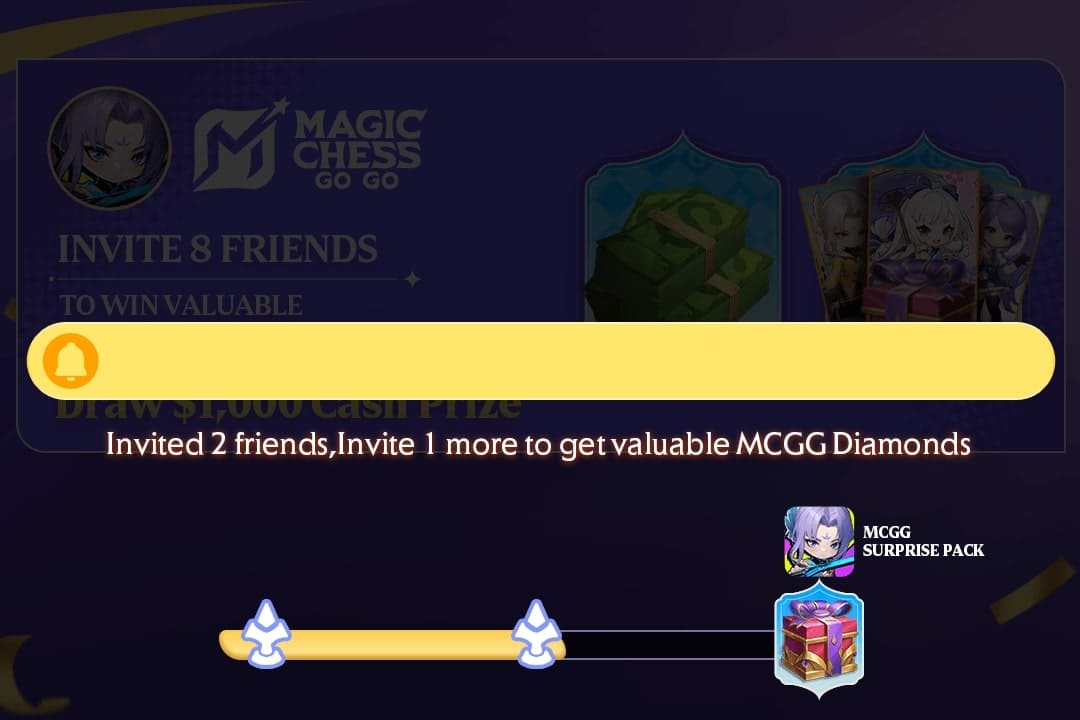 MAGIC
CHESS
GO GO
INVITE 8 FRIENDS
TO WIN VALUABLE
Draw $1,000 Cash Prize
Invited 2 friends,Invite 1 more to get valuable MCGG Diamonds
MCGG
SURPRISE PACK